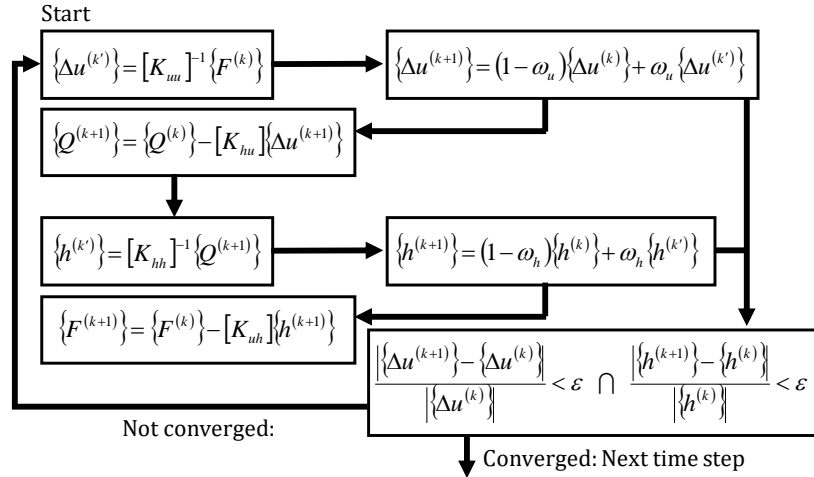 Start
{Δu^(k')} = [K_uu]^-1 {F^(k)}
{Δu^(k+1)} = (1−ω_u){Δu^(k)} + ω_u {Δu^(k')}
{Q^(k+1)} = {Q^(k)} − [K_hu]{Δu^(k+1)}
{h^(k')} = [K_hh]^-1 {Q^(k+1)}
{h^(k+1)} = (1−ω_h){h^(k)} + ω_h {h^(k')}
{F^(k+1)} = {F^(k)} − [K_uh]{h^(k+1)}
|{Δu^(k+1)} − {Δu^(k)}| / |{Δu^(k)}| < ε ∩ |{h^(k+1)} − {h^(k)}| / |{h^(k)}| < ε
Not converged:
Converged: Next time step